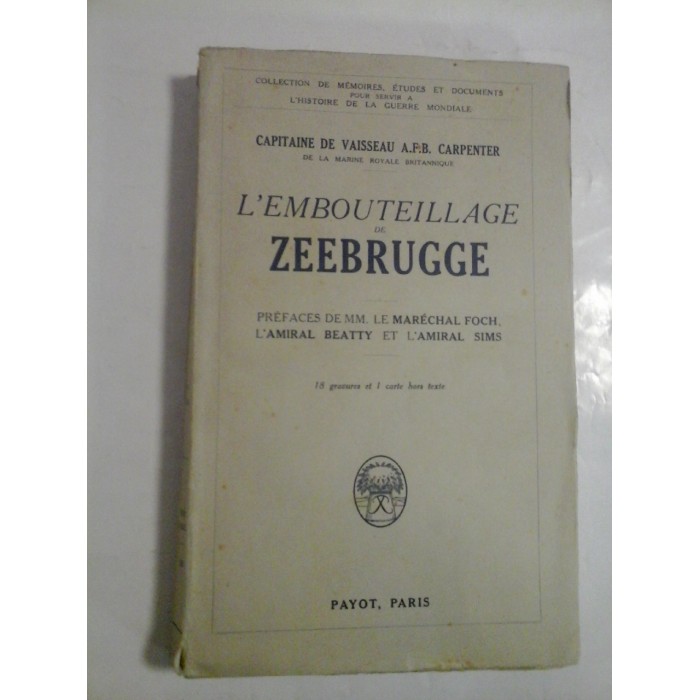 COLLECTION DE MÉMOIRES, ÉTUDES ET DOCUMENTS
POUR SERVIR A
L'HISTOIRE DE LA GUERRE MONDIALE
CAPITAINE DE VAISSEAU A.F.B. CARPENTER
DE LA MARINE ROYALE BRITANNIQUE
L'EMBOUTEILLAGE
DE
ZEEBRUGGE
PRÉFACES DE MM. LE MARÉCHAL FOCH,
L'AMIRAL BEATTY ET L'AMIRAL SIMS
18 gravures et 1 carte hors texte
PAYOT, PARIS